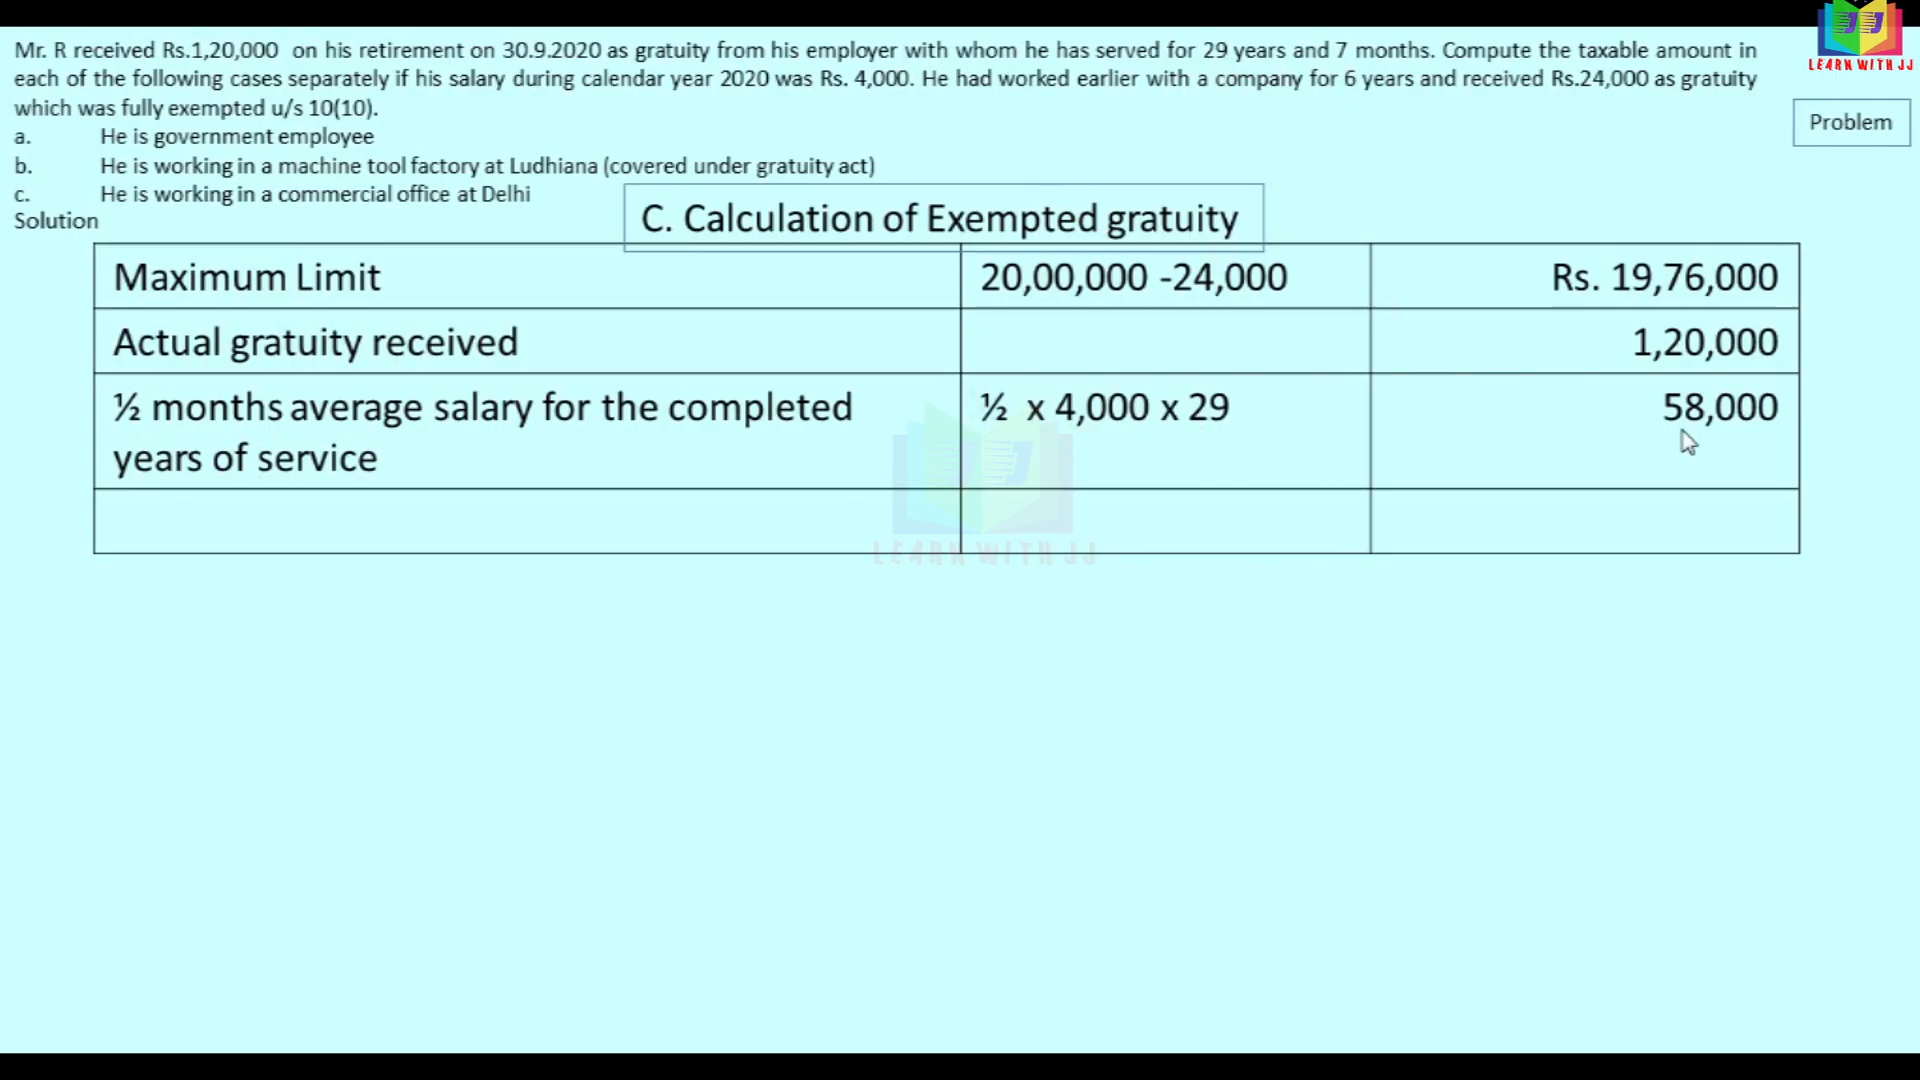 LEARN WITH JJ
Mr. R received Rs.1,20,000 on his retirement on 30.9.2020 as gratuity from his employer with whom he has served for 29 years and 7 months. Compute the taxable amount in
each of the following cases separately if his salary during calendar year 2020 was Rs. 4,000. He had worked earlier with a company for 6 years and received Rs.24,000 as gratuity
which was fully exempted u/s 10(10).
Problem
a. He is government employee
b. He is working in a machine tool factory at Ludhiana (covered under gratuity act)
c. He is working in a commercial office at Delhi
Solution
C. Calculation of Exempted gratuity
Maximum Limit 20,00,000 -24,000 Rs. 19,76,000
Actual gratuity received 1,20,000
½ months average salary for the completed ½ x 4,000 x 29 58,000
years of service
LEARN WITH JJ